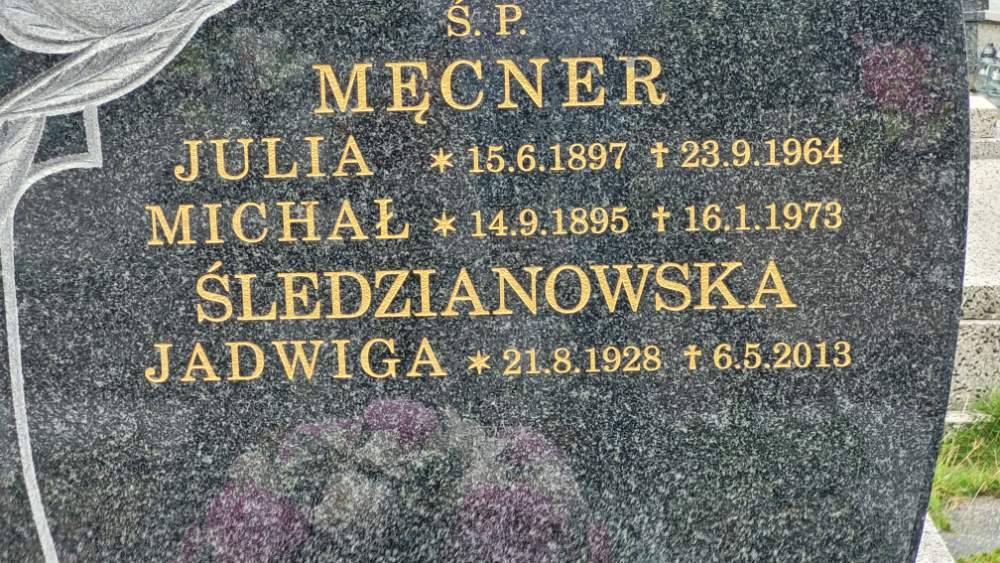 Ś. P.
MĘCNER
JULIA ✶ 15.6.1897 ✝ 23.9.1964
MICHAŁ ✶ 14.9.1895 ✝ 16.1.1973
ŚLEDZIANOWSKA
JADWIGA ✶ 21.8.1928 ✝ 6.5.2013